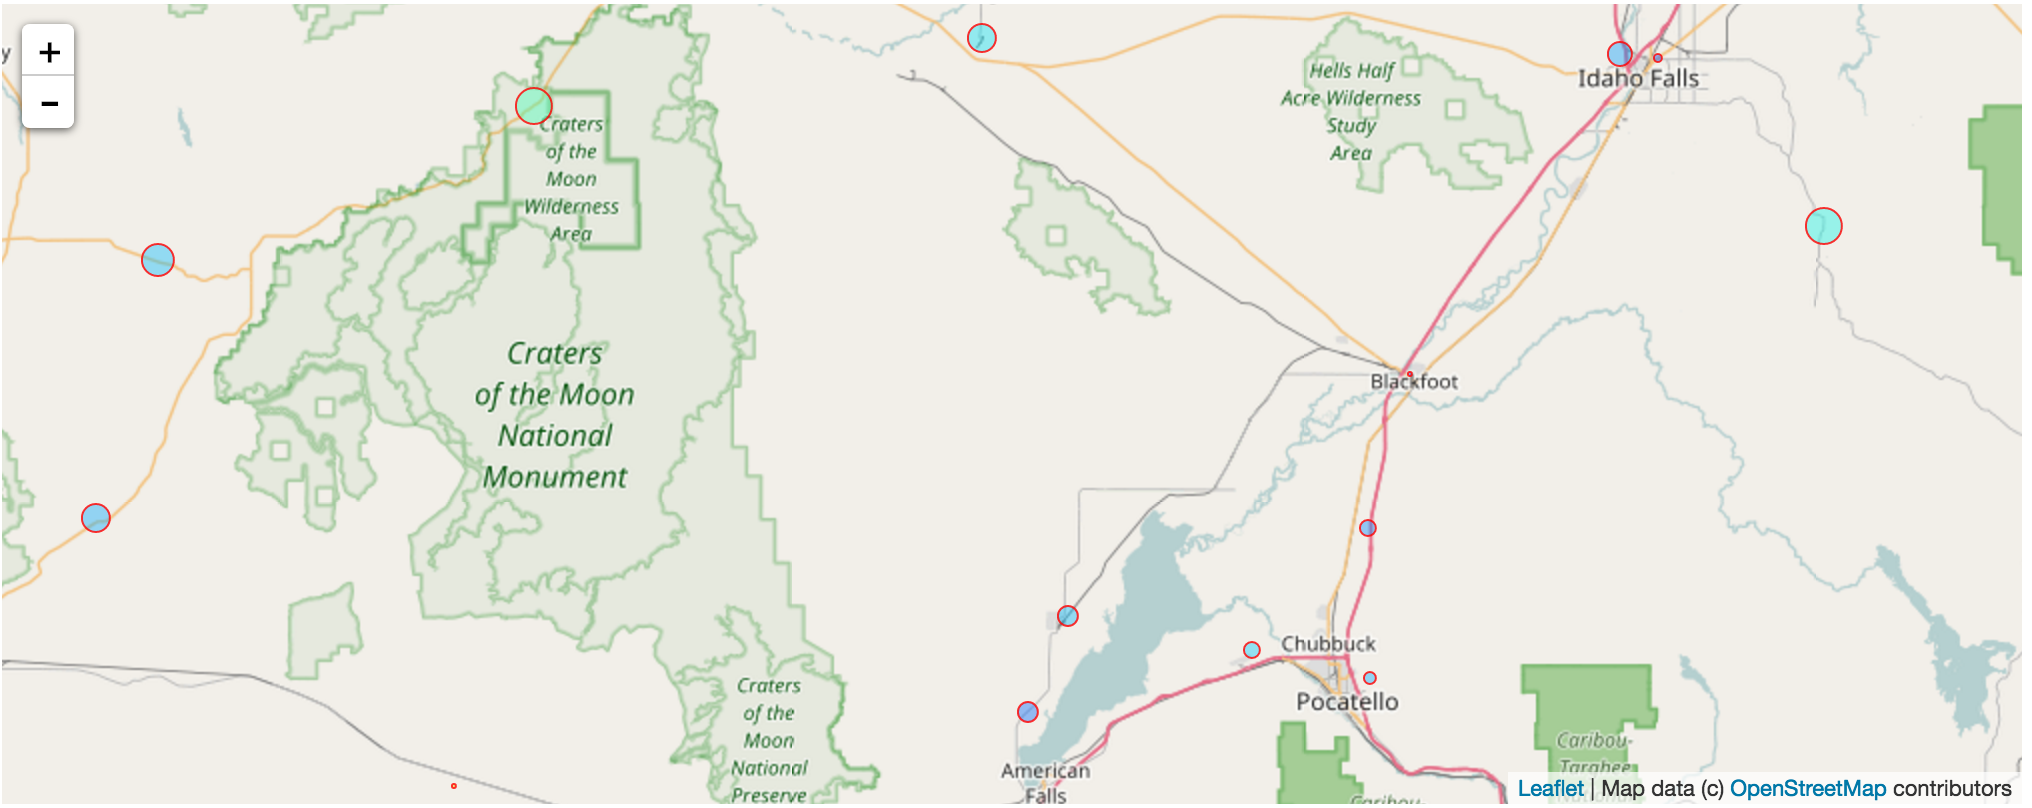 +
-
y
Idaho Falls
Hells Half
Acre Wilderness
Study
Area
Craters
of the
Moon
Wilderness
Area
Craters
of the Moon
National
Monument
Blackfoot
Chubbuck
Pocatello
Craters
of the
Moon
National
Preserve
American
Falls
Caribou-
Targhee
Caribou-
Leaflet | Map data (c) OpenStreetMap contributors